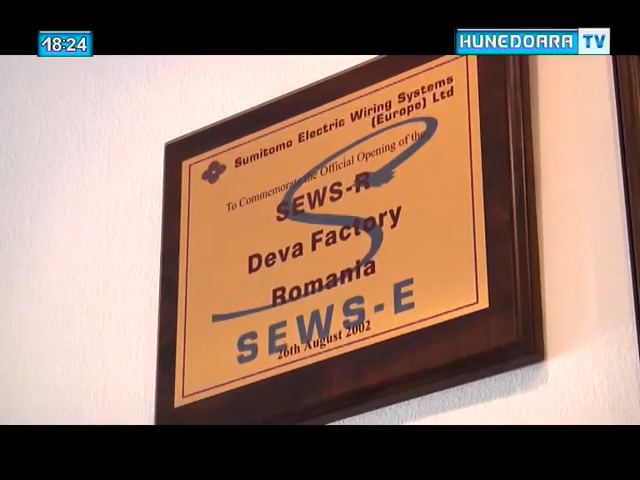 18:24
HUNEDOARA TV
Sumitomo Electric Wiring Systems
(Europe) Ltd
To Commemorate the Official Opening of the
SEWS-R
Deva Factory
Romania
SEWS-E
26th August 2002